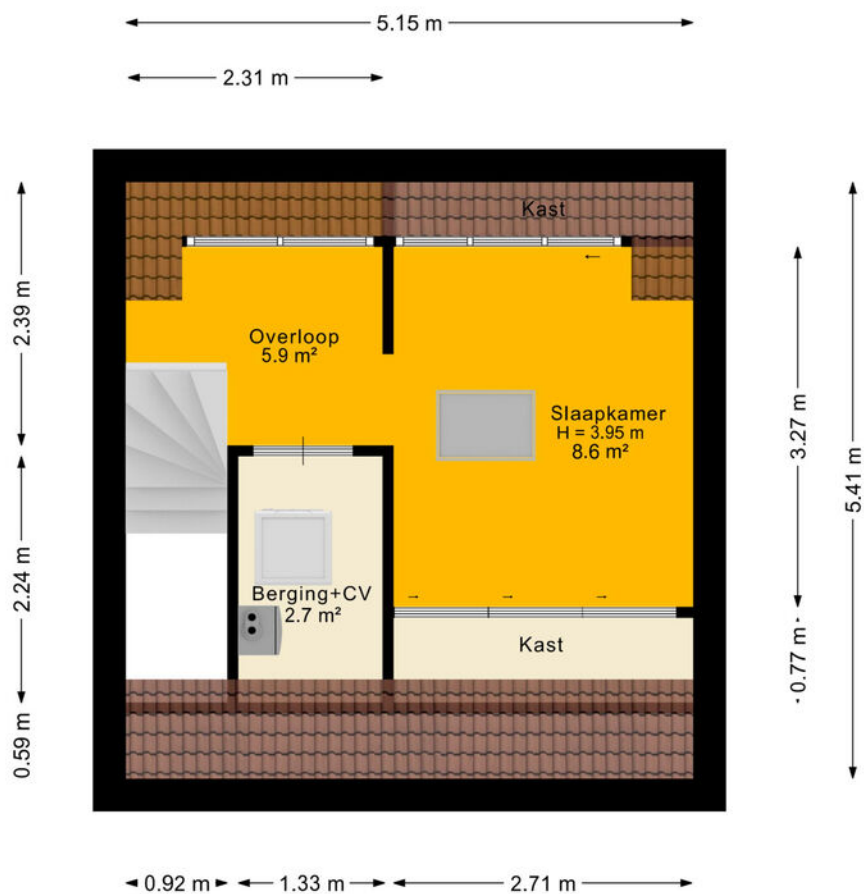 5.15 m
2.31 m
Kast
2.39 m
Overloop
5.9 m²
3.27 m
Slaapkamer
H = 3.95 m
8.6 m²
5.41 m
2.24 m
Berging+CV
2.7 m²
Kast
0.77 m
0.59 m
0.92 m
1.33 m
2.71 m